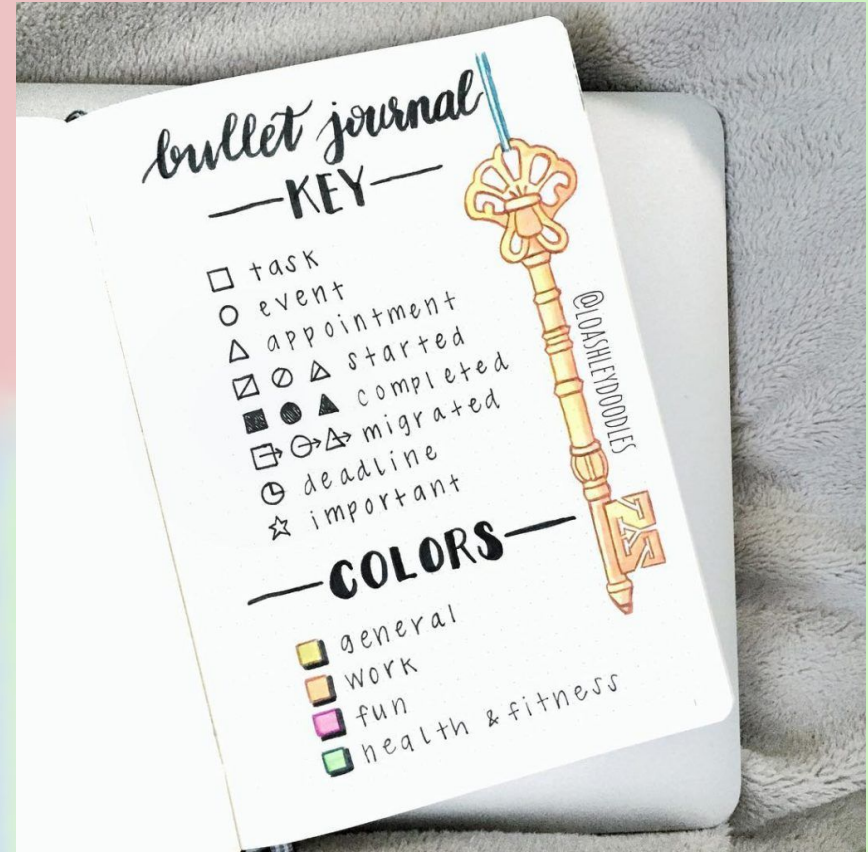 bullet journal
KEY
task
event
appointment
started
completed
migrated
deadline
important
COLORS
general
work
fun
health & fitness
@LOASHLEYDOODLES